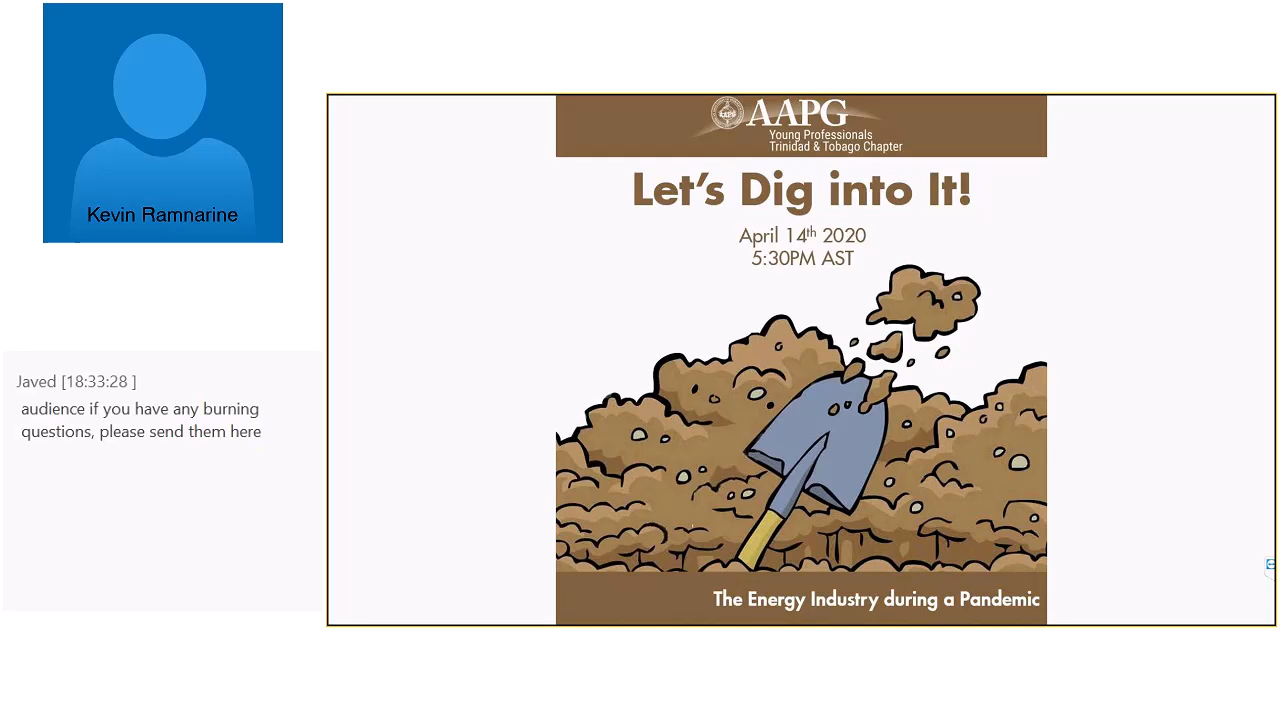 Kevin Ramnarine
Javed [18:33:28 ]
audience if you have any burning
questions, please send them here
AAPG
Young Professionals
Trinidad & Tobago Chapter
Let's Dig into It!
April 14th 2020
5:30PM AST
The Energy Industry during a Pandemic